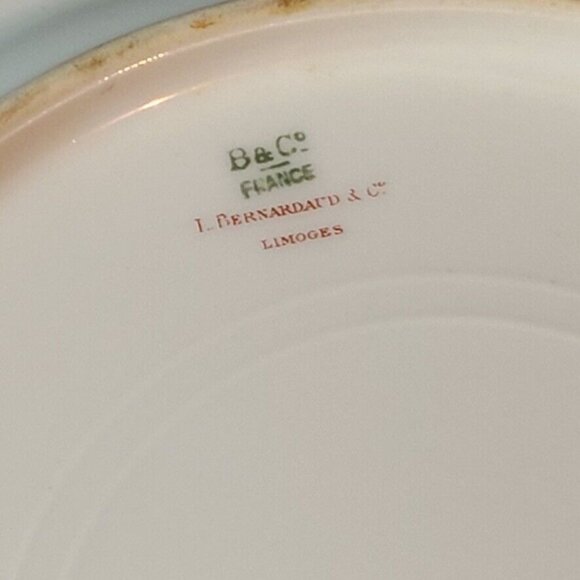 B & Cº
FRANCE
L. BERNARDAUD & Cº
LIMOGES